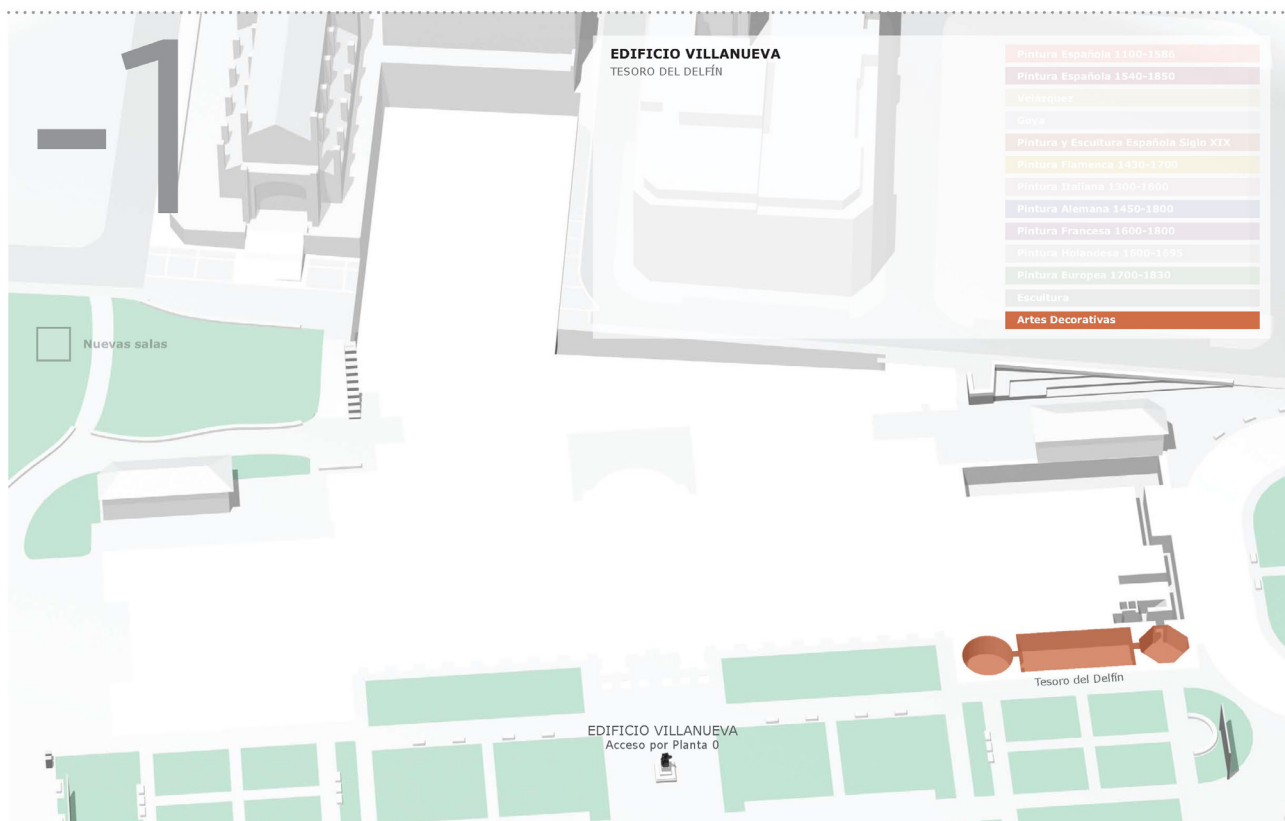 -1
EDIFICIO VILLANUEVA
TESORO DEL DELFÍN
Pintura Española 1100-1586
Pintura Española 1540-1850
Velázquez
Goya
Pintura y Escultura Española Siglo XIX
Pintura Flamenca 1430-1700
Pintura Italiana 1300-1800
Pintura Alemana 1450-1800
Pintura Francesa 1600-1800
Pintura Holandesa 1600-1695
Pintura Europea 1700-1830
Escultura
Artes Decorativas
Nuevas salas
Tesoro del Delfín
EDIFICIO VILLANUEVA
Acceso por Planta 0